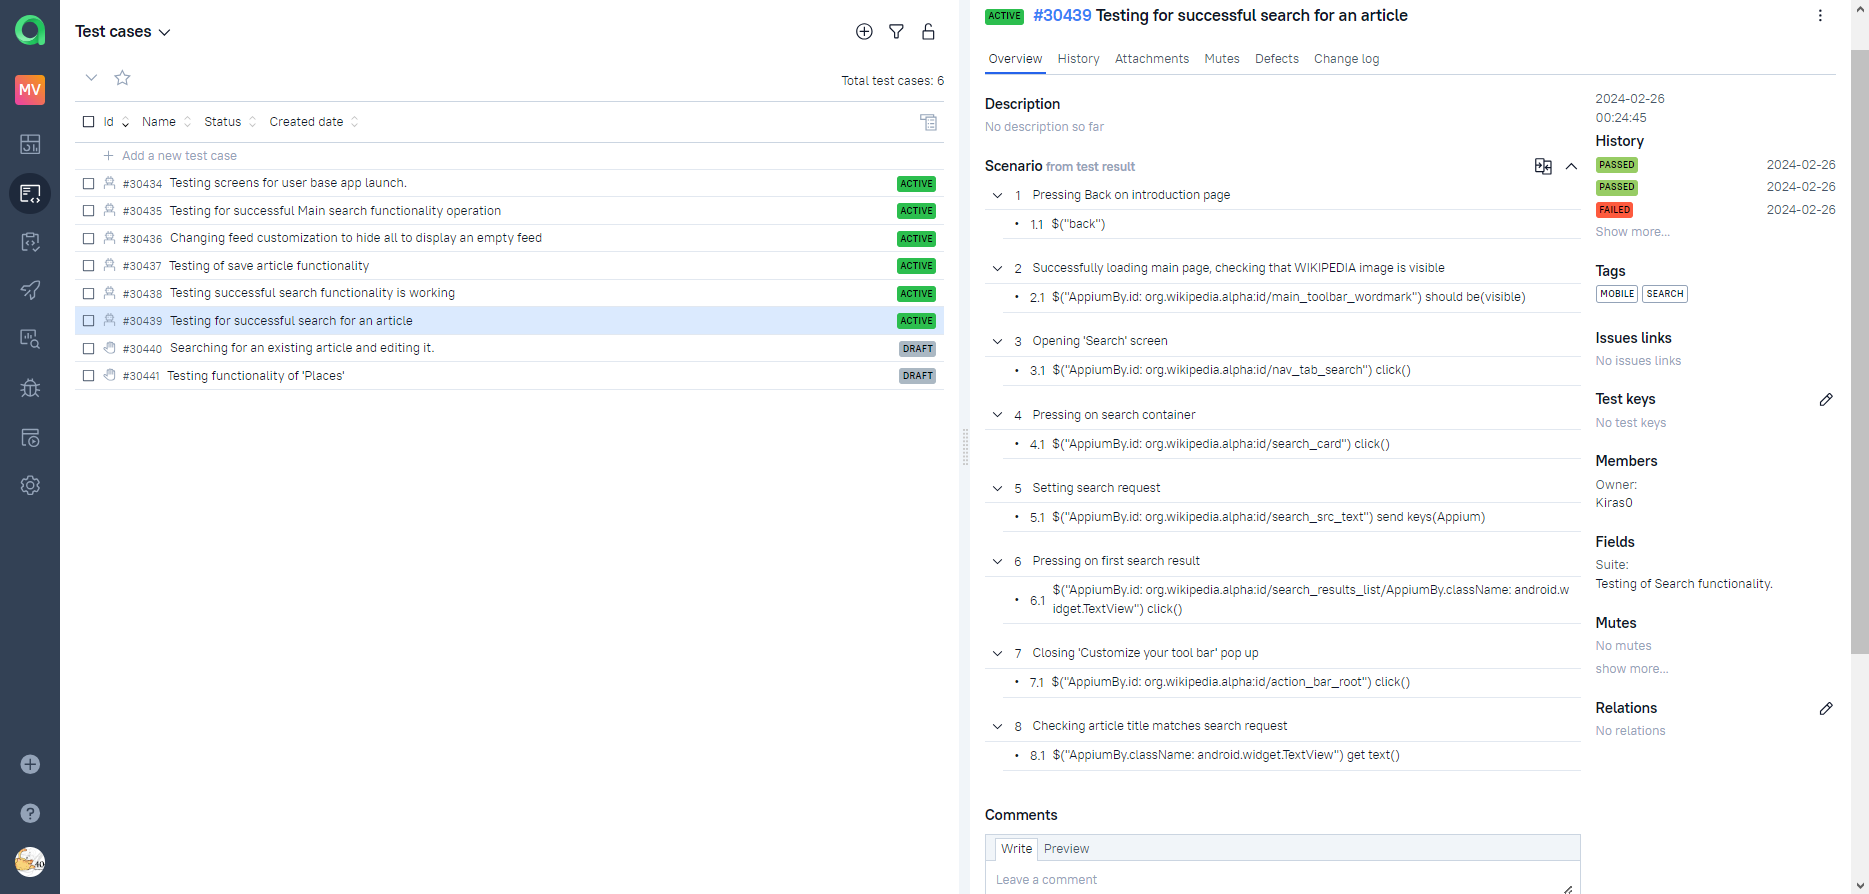 MV
Test cases
Total test cases: 6
Id Name Status Created date
Add a new test case
#30434 Testing screens for user base app launch. ACTIVE
#30435 Testing for successful Main search functionality operation ACTIVE
#30436 Changing feed customization to hide all to display an empty feed ACTIVE
#30437 Testing of save article functionality ACTIVE
#30438 Testing successful search functionality is working ACTIVE
#30439 Testing for successful search for an article ACTIVE
#30440 Searching for an existing article and editing it. DRAFT
#30441 Testing functionality of 'Places' DRAFT
ACTIVE #30439 Testing for successful search for an article
Overview History Attachments Mutes Defects Change log
Description
No description so far
Scenario from test result
1 Pressing Back on introduction page
• 1.1 $("back")
2 Successfully loading main page, checking that WIKIPEDIA image is visible
• 2.1 $("AppiumBy.id: org.wikipedia.alpha:id/main_toolbar_wordmark") should be(visible)
3 Opening 'Search' screen
• 3.1 $("AppiumBy.id: org.wikipedia.alpha:id/nav_tab_search") click()
4 Pressing on search container
• 4.1 $("AppiumBy.id: org.wikipedia.alpha:id/search_card") click()
5 Setting search request
• 5.1 $("AppiumBy.id: org.wikipedia.alpha:id/search_src_text") send keys(Appium)
6 Pressing on first search result
• 6.1 $("AppiumBy.id: org.wikipedia.alpha:id/search_results_list/AppiumBy.className: android.w
idget.TextView") click()
7 Closing 'Customize your tool bar' pop up
• 7.1 $("AppiumBy.id: org.wikipedia.alpha:id/action_bar_root") click()
8 Checking article title matches search request
• 8.1 $("AppiumBy.className: android.widget.TextView") get text()
Comments
Write Preview
Leave a comment
2024-02-26
00:24:45
History
PASSED 2024-02-26
PASSED 2024-02-26
FAILED 2024-02-26
Show more...
Tags
MOBILE SEARCH
Issues links
No issues links
Test keys
No test keys
Members
Owner:
Kiras0
Fields
Suite:
Testing of Search functionality.
Mutes
No mutes
show more...
Relations
No relations